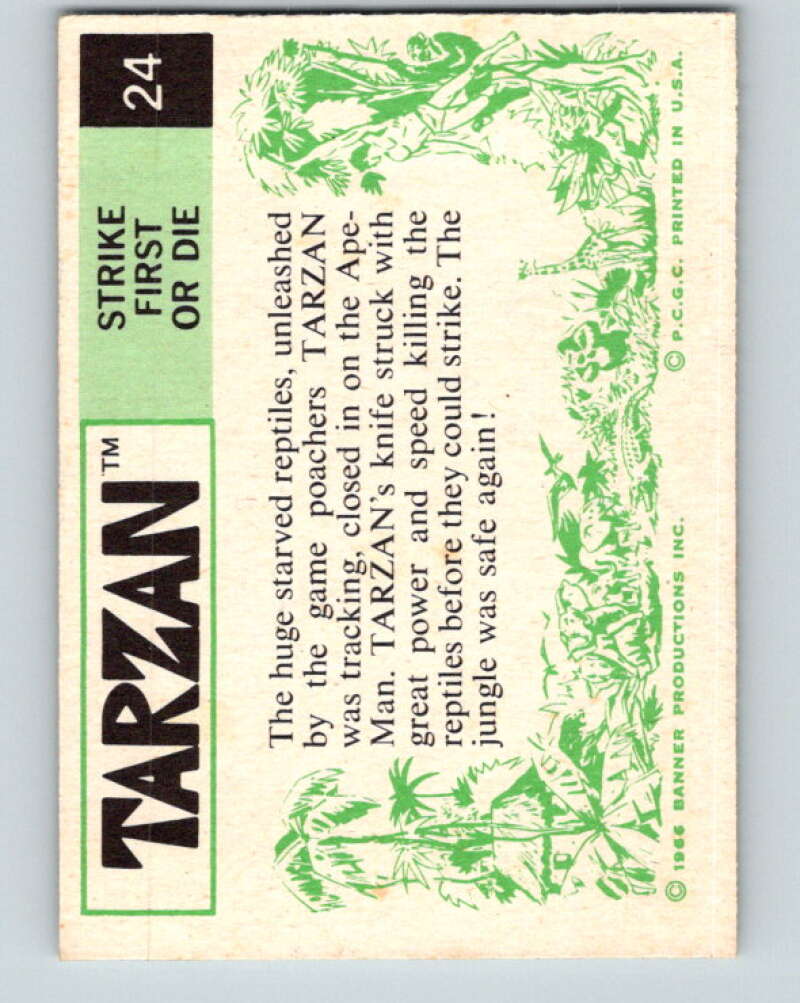 TARZAN™
STRIKE
FIRST
OR DIE
24
The huge starved reptiles, unleashed
by the game poachers TARZAN
was tracking, closed in on the Ape-
Man. TARZAN's knife struck with
great power and speed killing the
reptiles before they could strike. The
jungle was safe again!
© 1966 BANNER PRODUCTIONS INC.
© P.C.G.C. PRINTED IN U.S.A.